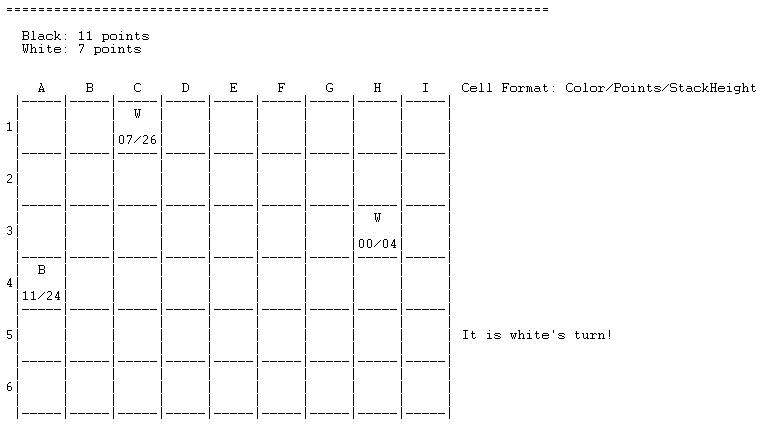 ====================================================================
Black: 11 points
White: 7 points
A B C D E F G H I Cell Format: Color/Points/StackHeight
|-----|-----|-----|-----|-----|-----|-----|-----|-----|
W
1
07/26
|-----|-----|-----|-----|-----|-----|-----|-----|-----|
2
|-----|-----|-----|-----|-----|-----|-----|-----|-----|
W
3
00/04
|-----|-----|-----|-----|-----|-----|-----|-----|-----|
B
4
11/24
|-----|-----|-----|-----|-----|-----|-----|-----|-----|
5 It is white's turn!
|-----|-----|-----|-----|-----|-----|-----|-----|-----|
6
|-----|-----|-----|-----|-----|-----|-----|-----|-----|